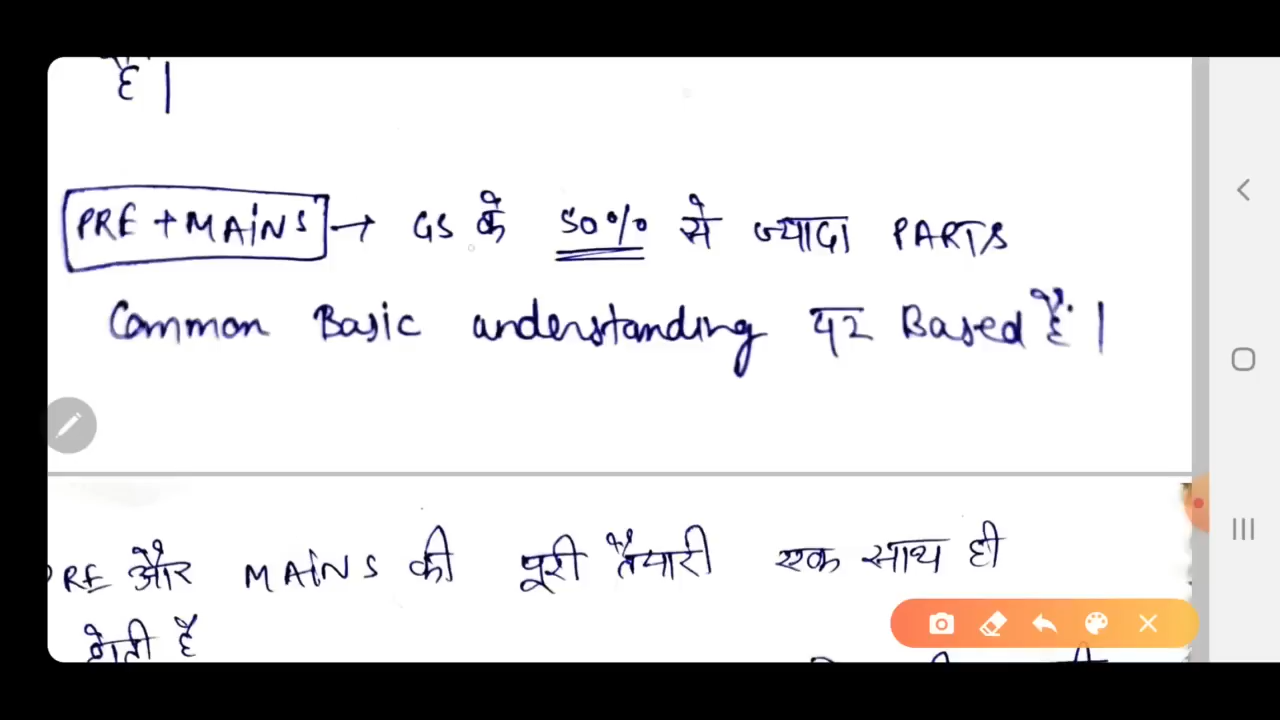 है |
PRE + MAINS → GS के 50% से ज्यादा PARTS
Common Basic understanding पर Based हैं |
PRE और MAINS की पूरी तैयारी एक साथ ही
होती है